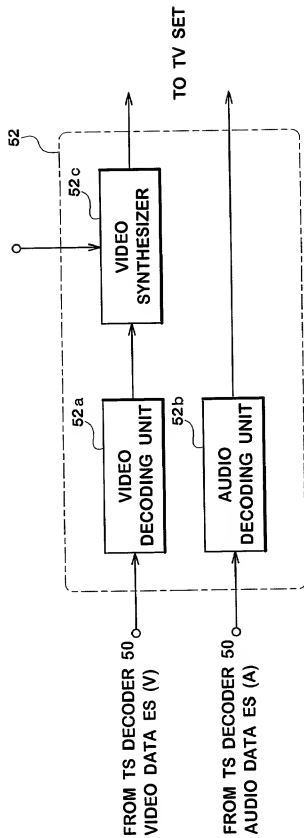 52
52c
VIDEO
SYNTHESIZER
TO TV SET
52a
VIDEO
DECODING UNIT
52b
AUDIO
DECODING UNIT
FROM TS DECODER 50
VIDEO DATA ES (V)
FROM TS DECODER 50
AUDIO DATA ES (A)